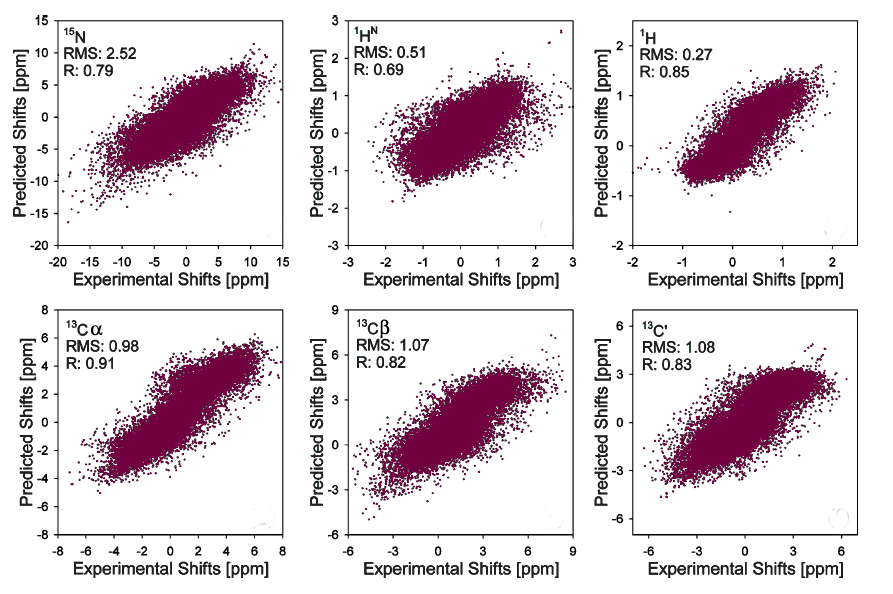 ¹⁵N
RMS: 2.52
R: 0.79
15
10
5
0
-5
-10
-15
-20
Predicted Shifts [ppm]
-20 -15 -10 -5 0 5 10 15
Experimental Shifts [ppm]
¹Hᴺ
RMS: 0.51
R: 0.69
3
2
1
0
-1
-2
-3
Predicted Shifts [ppm]
-3 -2 -1 0 1 2 3
Experimental Shifts [ppm]
¹H
RMS: 0.27
R: 0.85
2
1
0
-1
-2
Predicted Shifts [ppm]
-2 -1 0 1 2
Experimental Shifts [ppm]
¹³Cα
RMS: 0.98
R: 0.91
8
6
4
2
0
-2
-4
-6
-8
Predicted Shifts [ppm]
-8 -6 -4 -2 0 2 4 6 8
Experimental Shifts [ppm]
¹³Cβ
RMS: 1.07
R: 0.82
9
6
3
0
-3
-6
Predicted Shifts [ppm]
-6 -3 0 3 6 9
Experimental Shifts [ppm]
¹³C'
RMS: 1.08
R: 0.83
6
3
0
-3
-6
Predicted Shifts [ppm]
-6 -3 0 3 6
Experimental Shifts [ppm]